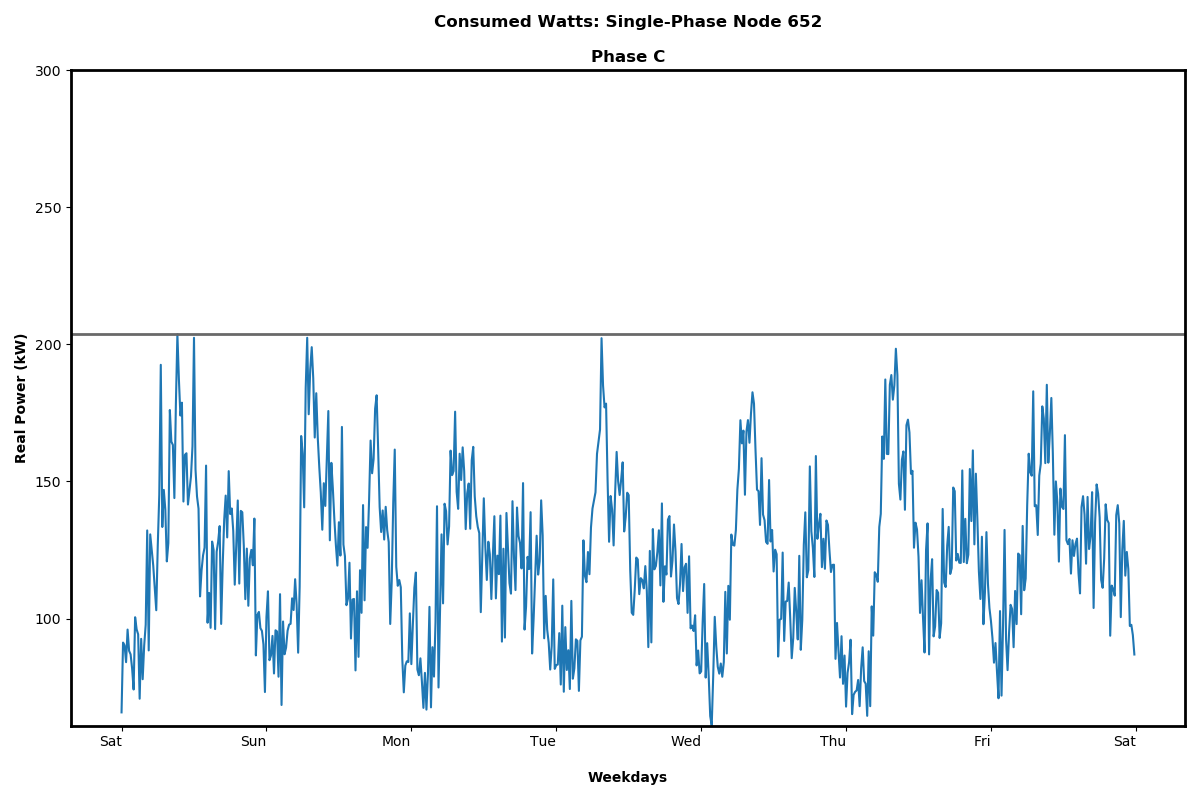 Consumed Watts: Single-Phase Node 652
Phase C
300
250
200
150
100
Real Power (kW)
Sat Sun Mon Tue Wed Thu Fri Sat
Weekdays